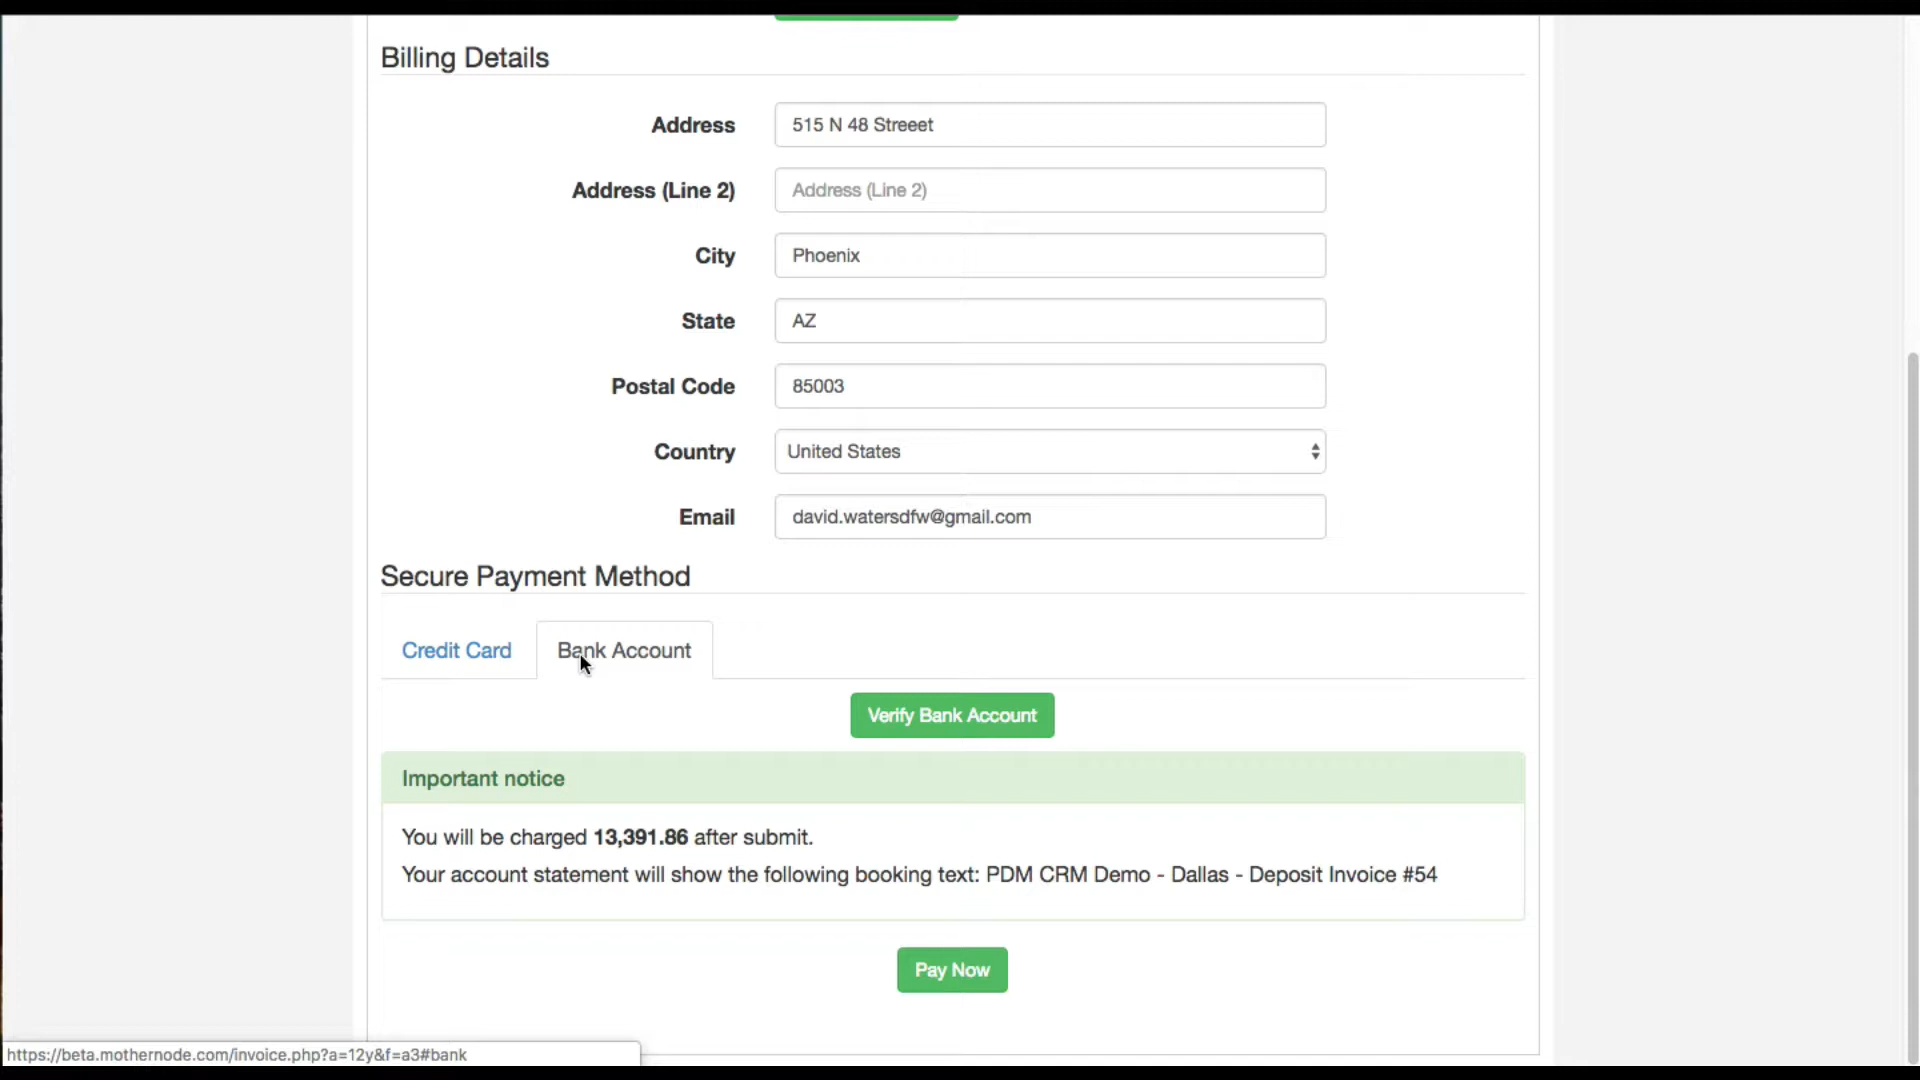 Billing Details
Address
515 N 48 Streeet
Address (Line 2)
Address (Line 2)
City
Phoenix
State
AZ
Postal Code
85003
Country
United States
Email
david.watersdfw@gmail.com
Secure Payment Method
Credit Card
Bank Account
Verify Bank Account
Important notice
You will be charged 13,391.86 after submit.
Your account statement will show the following booking text: PDM CRM Demo - Dallas - Deposit Invoice #54
Pay Now
https://beta.mothernode.com/invoice.php?a=12y&f=a3#bank